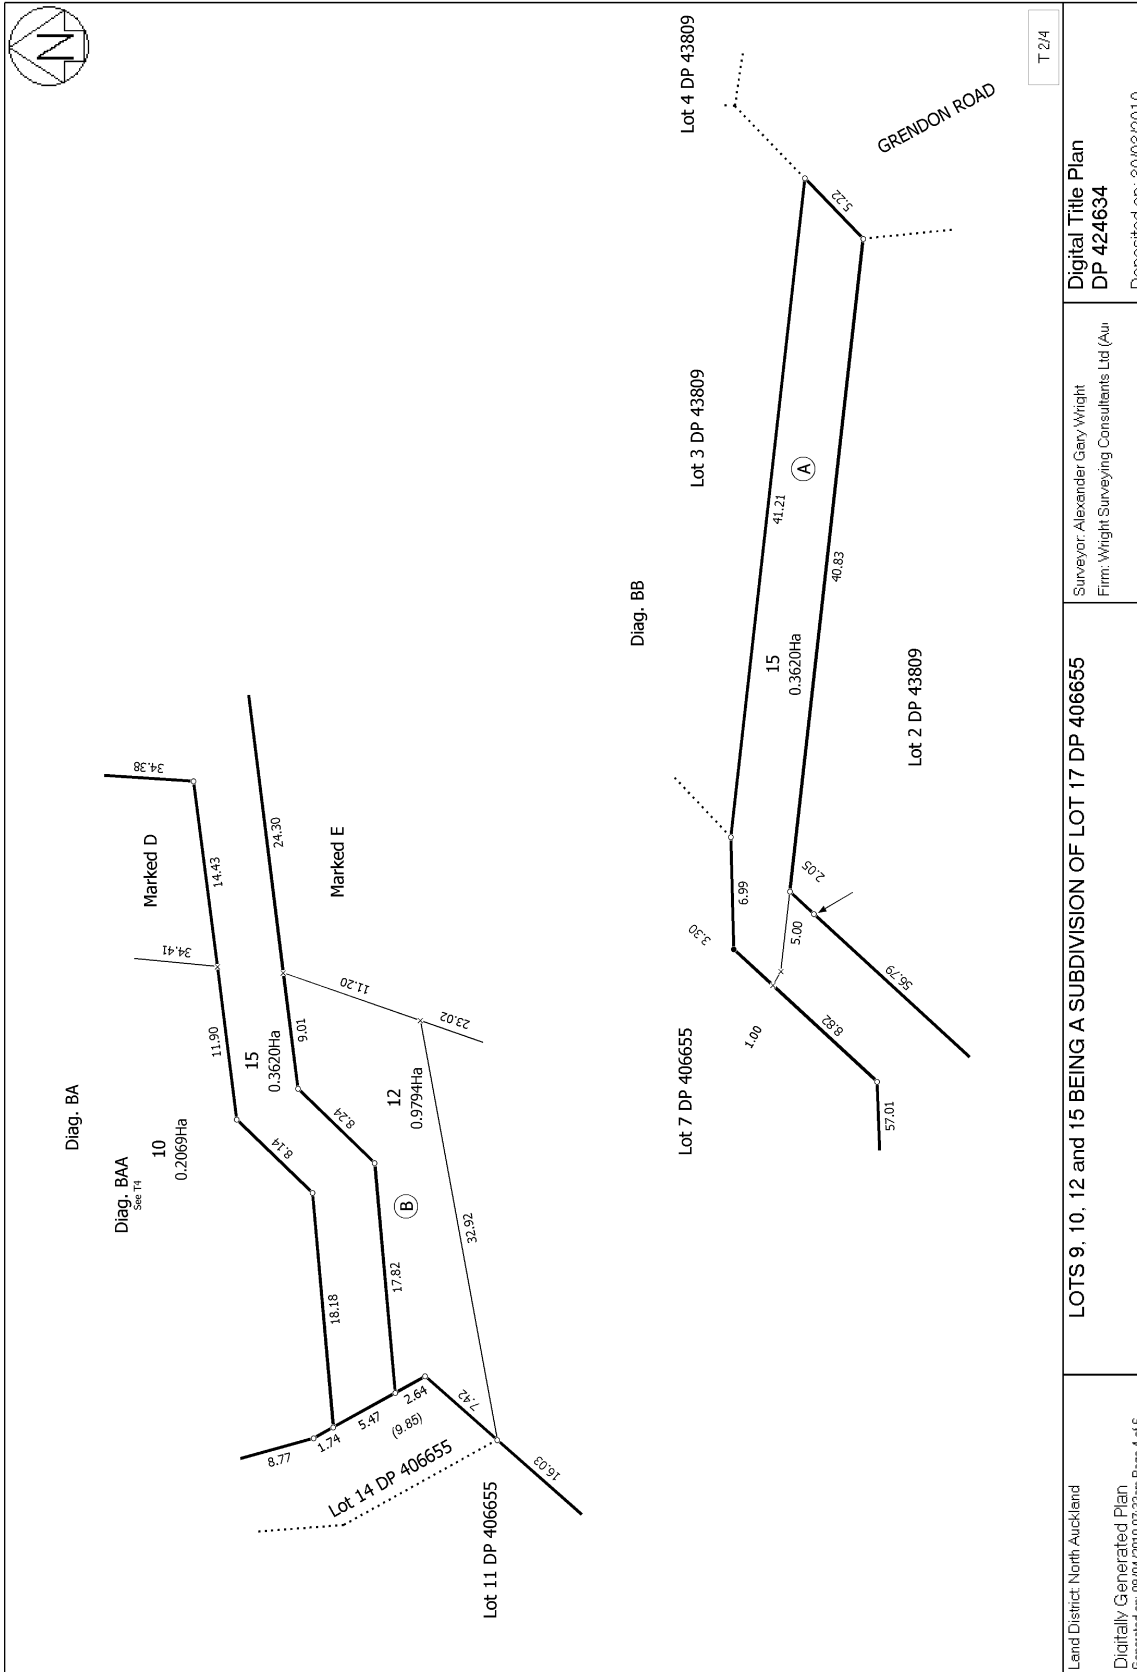 N
T 2/4
Diag. BA
Diag. BAA
See T4
10
0.2069Ha
Marked D
34.38
14.43
34.41
11.90
8.14
18.18
15
0.3620Ha
24.30
Marked E
9.01
8.24
17.82
11.20
23.02
12
0.9794Ha
B
32.92
8.77
1.74
5.47
2.64
(9.85)
7.42
16.03
Lot 14 DP 406655
Lot 11 DP 406655
Diag. BB
Lot 4 DP 43809
Lot 3 DP 43809
GRENDON ROAD
5.22
41.21
A
40.83
15
0.3620Ha
Lot 2 DP 43809
6.99
3.30
5.00
2.05
56.79
1.00
8.82
57.01
Lot 7 DP 406655
Land District: North Auckland
Digitally Generated Plan
LOTS 9, 10, 12 and 15 BEING A SUBDIVISION OF LOT 17 DP 406655
Surveyor: Alexander Gary Wright
Firm: Wright Surveying Consultants Ltd (Au
Digital Title Plan
DP 424634